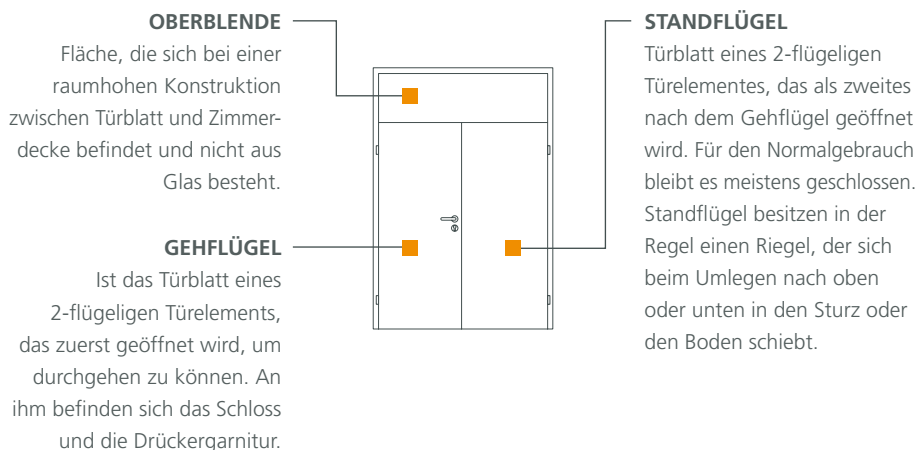 OBERBLENDE
Fläche, die sich bei einer
raumhohen Konstruktion
zwischen Türblatt und Zimmer-
decke befindet und nicht aus
Glas besteht.
GEHFLÜGEL
Ist das Türblatt eines
2-flügeligen Türelements,
das zuerst geöffnet wird, um
durchgehen zu können. An
ihm befinden sich das Schloss
und die Drückergarnitur.
STANDFLÜGEL
Türblatt eines 2-flügeligen
Türelementes, das als zweites
nach dem Gehflügel geöffnet
wird. Für den Normalgebrauch
bleibt es meistens geschlossen.
Standflügel besitzen in der
Regel einen Riegel, der sich
beim Umlegen nach oben
oder unten in den Sturz oder
den Boden schiebt.